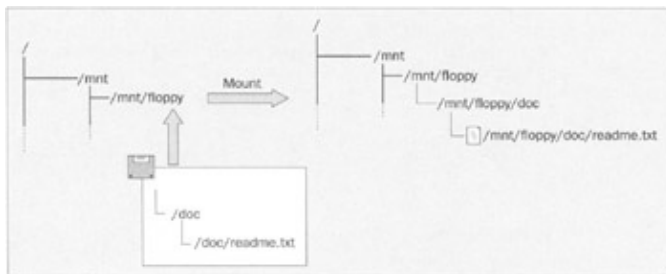 /
/mnt
/mnt/floppy
Mount
/
/mnt
/mnt/floppy
/mnt/floppy/doc
/mnt/floppy/doc/readme.txt
/doc
/doc/readme.txt